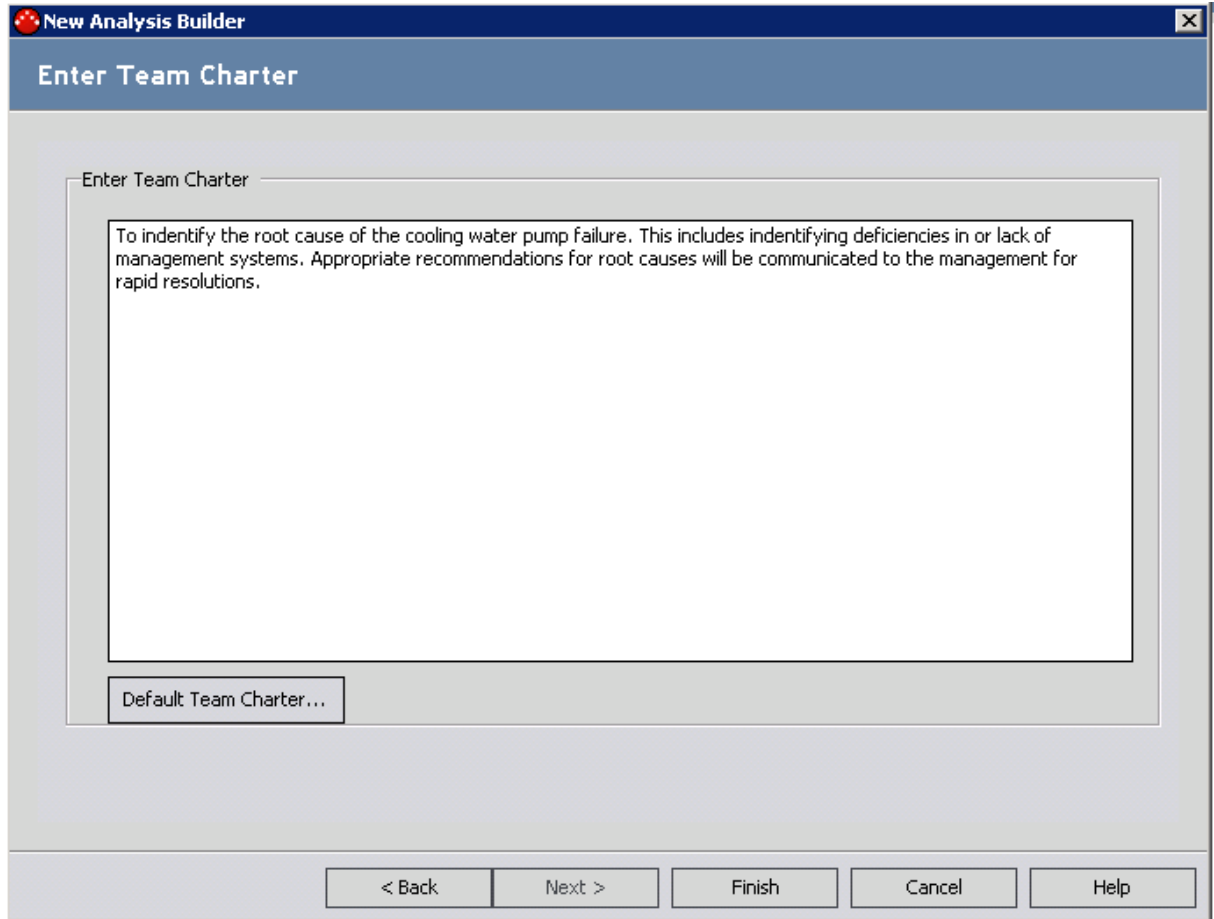 New Analysis Builder
Enter Team Charter
Enter Team Charter
To indentify the root cause of the cooling water pump failure. This includes indentifying deficiencies in or lack of
management systems. Appropriate recommendations for root causes will be communicated to the management for
rapid resolutions.
Default Team Charter...
< Back
Next >
Finish
Cancel
Help